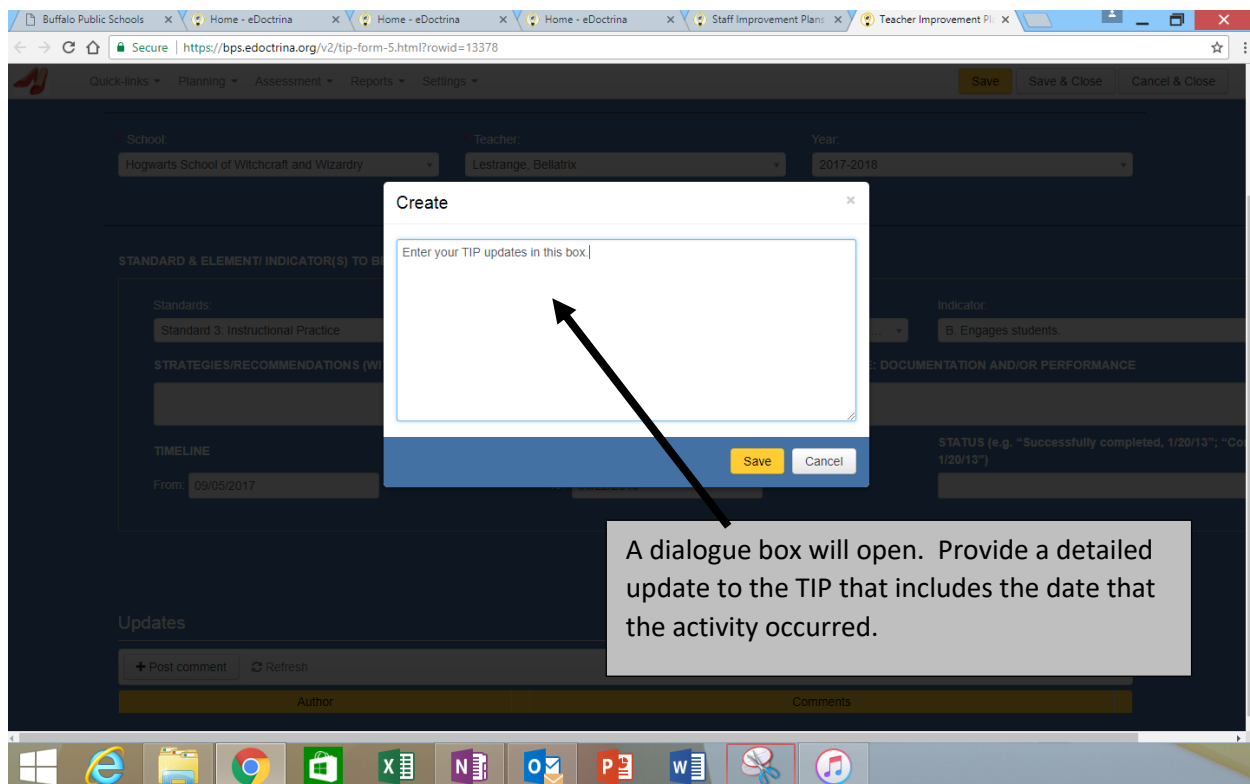 Buffalo Public Schools
Home - eDoctrina
Home - eDoctrina
Home - eDoctrina
Staff Improvement Plans
Teacher Improvement Pl
Secure | https://bps.edoctrina.org/v2/tip-form-5.html?rowid=13378
Quick-links Planning Assessment Reports Settings
Save Save & Close Cancel & Close
School: Teacher: Year:
Hogwarts School of Witchcraft and Wizardry Lestrange, Bellatrix 2017-2018
Create
Enter your TIP updates in this box.
STANDARD & ELEMENT/ INDICATOR(S) TO B
Standards: Indicator:
Standard 3: Instructional Practice B. Engages students.
STRATEGIES/RECOMMENDATIONS (WI E: DOCUMENTATION AND/OR PERFORMANCE
TIMELINE
STATUS (e.g. "Successfully completed, 1/20/13"; "Co
1/20/13")
From: 09/05/2017
Save Cancel
A dialogue box will open. Provide a detailed
update to the TIP that includes the date that
the activity occurred.
Updates
+ Post comment Refresh
Author Comments